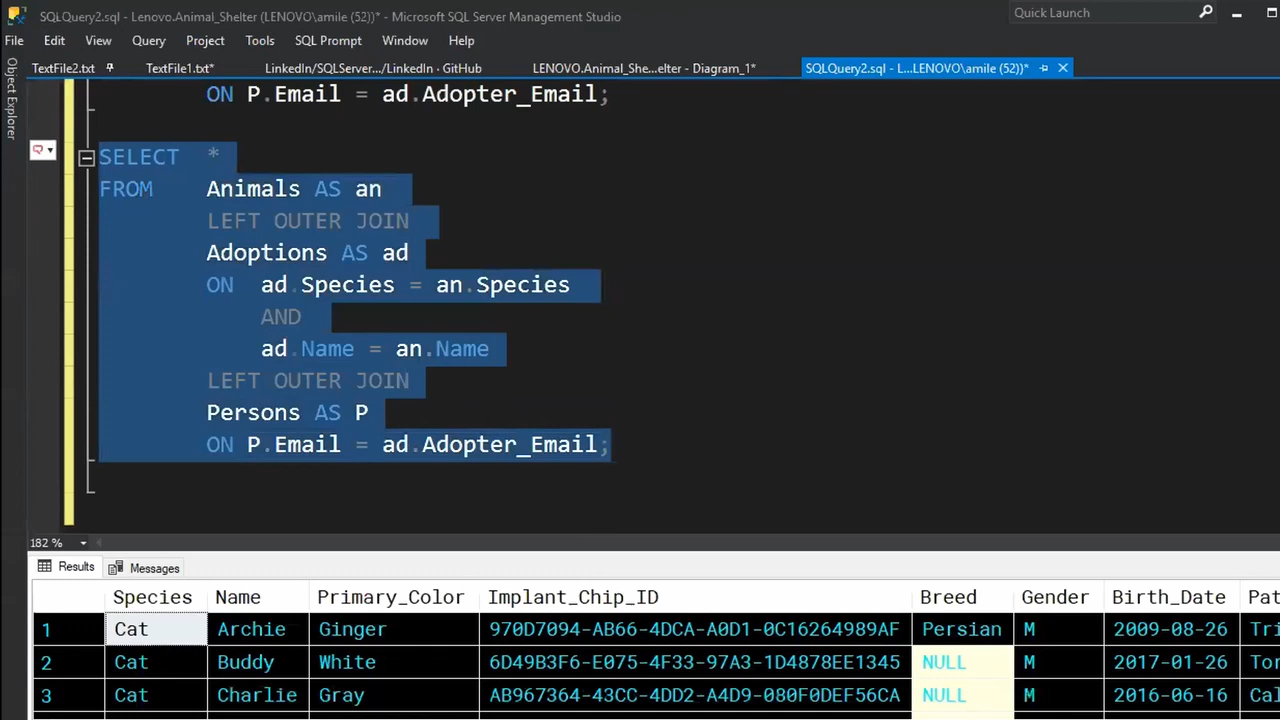 SQLQuery2.sql - Lenovo.Animal_Shelter (LENOVO\amile (52))* - Microsoft SQL Server Management Studio
Quick Launch
File Edit View Query Project Tools SQL Prompt Window Help
Object Explorer
TextFile2.txt TextFile1.txt* LinkedIn/SQLServer.../LinkedIn - GitHub LENOVO.Animal_She...elter - Diagram_1* SQLQuery2.sql - L...LENOVO\amile (52))*
ON P.Email = ad.Adopter_Email;
SELECT *
FROM Animals AS an
LEFT OUTER JOIN
Adoptions AS ad
ON ad.Species = an.Species
AND
ad.Name = an.Name
LEFT OUTER JOIN
Persons AS P
ON P.Email = ad.Adopter_Email;
182 %
Results Messages
Species Name Primary_Color Implant_Chip_ID Breed Gender Birth_Date Pat
1 Cat Archie Ginger 970D7094-AB66-4DCA-A0D1-0C16264989AF Persian M 2009-08-26 Tri
2 Cat Buddy White 6D49B3F6-E075-4F33-97A3-1D4878EE1345 NULL M 2017-01-26 Tor
3 Cat Charlie Gray AB967364-43CC-4DD2-A4D9-080F0DEF56CA NULL M 2016-06-16 Cal